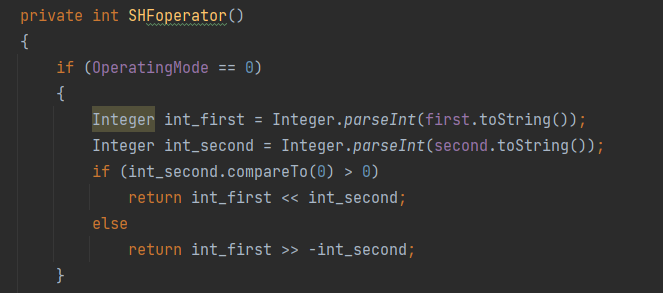 private int SHFoperator()
{
    if (OperatingMode == 0)
    {
        Integer int_first = Integer.parseInt(first.toString());
        Integer int_second = Integer.parseInt(second.toString());
        if (int_second.compareTo(0) > 0)
            return int_first << int_second;
        else
            return int_first >> -int_second;
    }